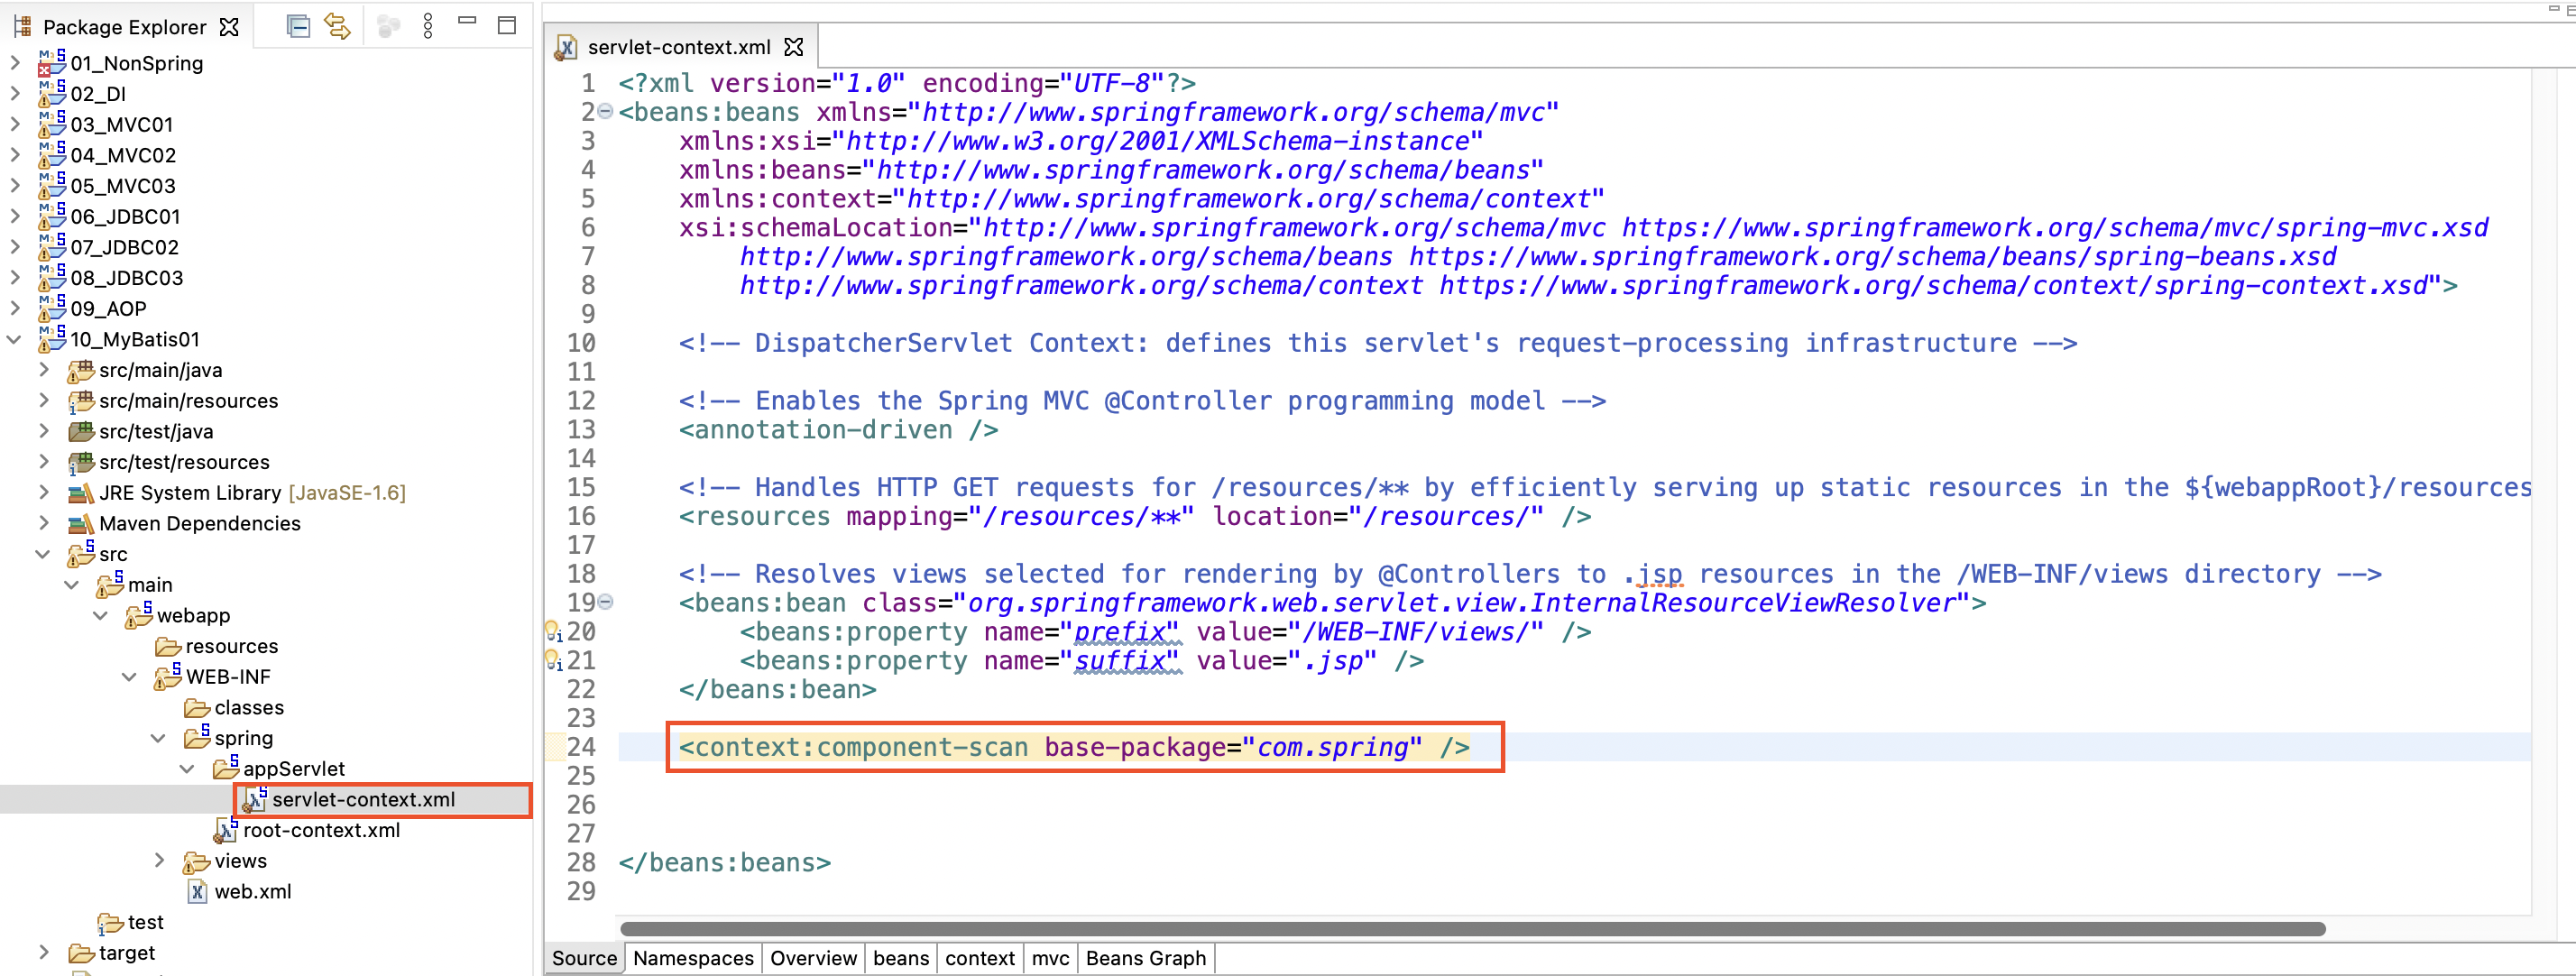 Package Explorer
01_NonSpring
02_DI
03_MVC01
04_MVC02
05_MVC03
06_JDBC01
07_JDBC02
08_JDBC03
09_AOP
10_MyBatis01
src/main/java
src/main/resources
src/test/java
src/test/resources
JRE System Library [JavaSE-1.6]
Maven Dependencies
src
main
webapp
resources
WEB-INF
classes
spring
appServlet
servlet-context.xml
root-context.xml
views
web.xml
test
target
servlet-context.xml
1 <?xml version="1.0" encoding="UTF-8"?>
2 <beans:beans xmlns="http://www.springframework.org/schema/mvc"
3 xmlns:xsi="http://www.w3.org/2001/XMLSchema-instance"
4 xmlns:beans="http://www.springframework.org/schema/beans"
5 xmlns:context="http://www.springframework.org/schema/context"
6 xsi:schemaLocation="http://www.springframework.org/schema/mvc https://www.springframework.org/schema/mvc/spring-mvc.xsd
7 http://www.springframework.org/schema/beans https://www.springframework.org/schema/beans/spring-beans.xsd
8 http://www.springframework.org/schema/context https://www.springframework.org/schema/context/spring-context.xsd">
9
10 <!-- DispatcherServlet Context: defines this servlet's request-processing infrastructure -->
11
12 <!-- Enables the Spring MVC @Controller programming model -->
13 <annotation-driven />
14
15 <!-- Handles HTTP GET requests for /resources/** by efficiently serving up static resources in the ${webappRoot}/resources
16 <resources mapping="/resources/**" location="/resources/" />
17
18 <!-- Resolves views selected for rendering by @Controllers to .jsp resources in the /WEB-INF/views directory -->
19 <beans:bean class="org.springframework.web.servlet.view.InternalResourceViewResolver">
20 <beans:property name="prefix" value="/WEB-INF/views/" />
21 <beans:property name="suffix" value=".jsp" />
22 </beans:bean>
23
24 <context:component-scan base-package="com.spring" />
25
26
27
28 </beans:beans>
29
Source Namespaces Overview beans context mvc Beans Graph